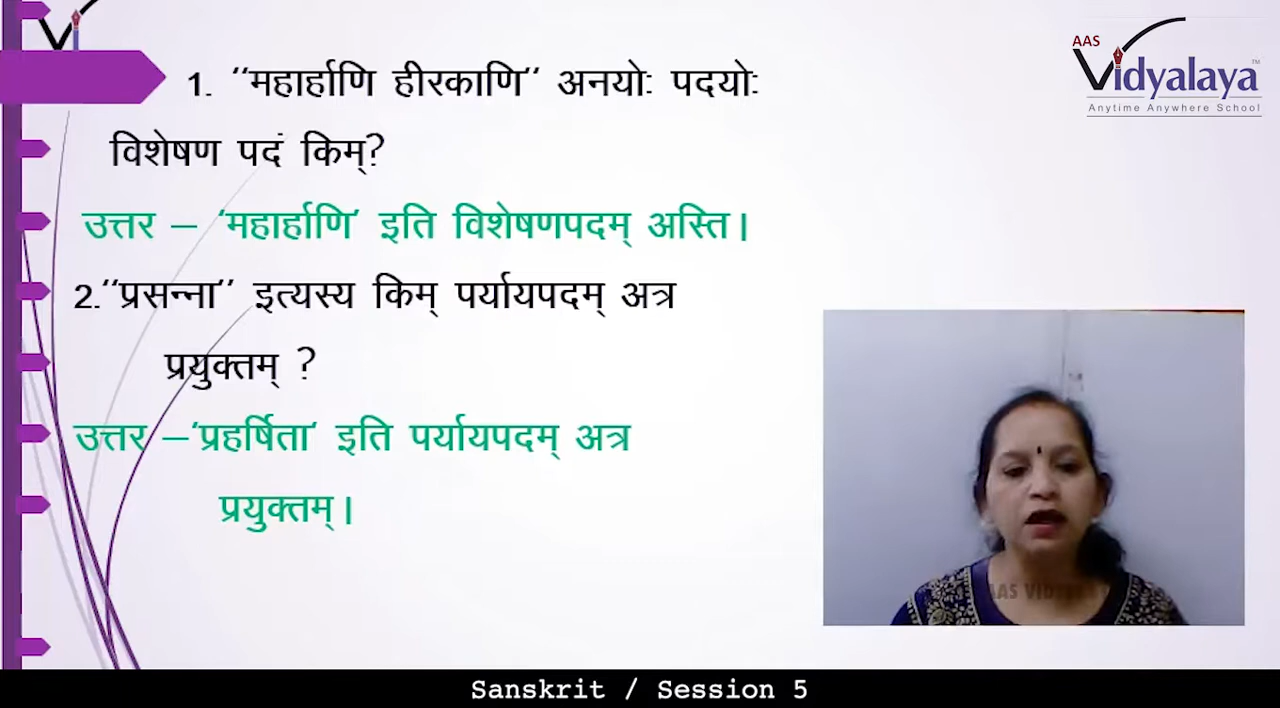 AAS
Vidyalaya
TM
Anytime Anywhere School
1. “महार्हाणि हीरकाणि” अनयोः पदयोः
विशेषण पदं किम्?
उत्तर – ‘महार्हाणि’ इति विशेषणपदम् अस्ति।
2.“प्रसन्ना” इत्यस्य किम् पर्यायपदम् अत्र
प्रयुक्तम् ?
उत्तर –‘प्रहर्षिता’ इति पर्यायपदम् अत्र
प्रयुक्तम्।
AAS
Sanskrit / Session 5